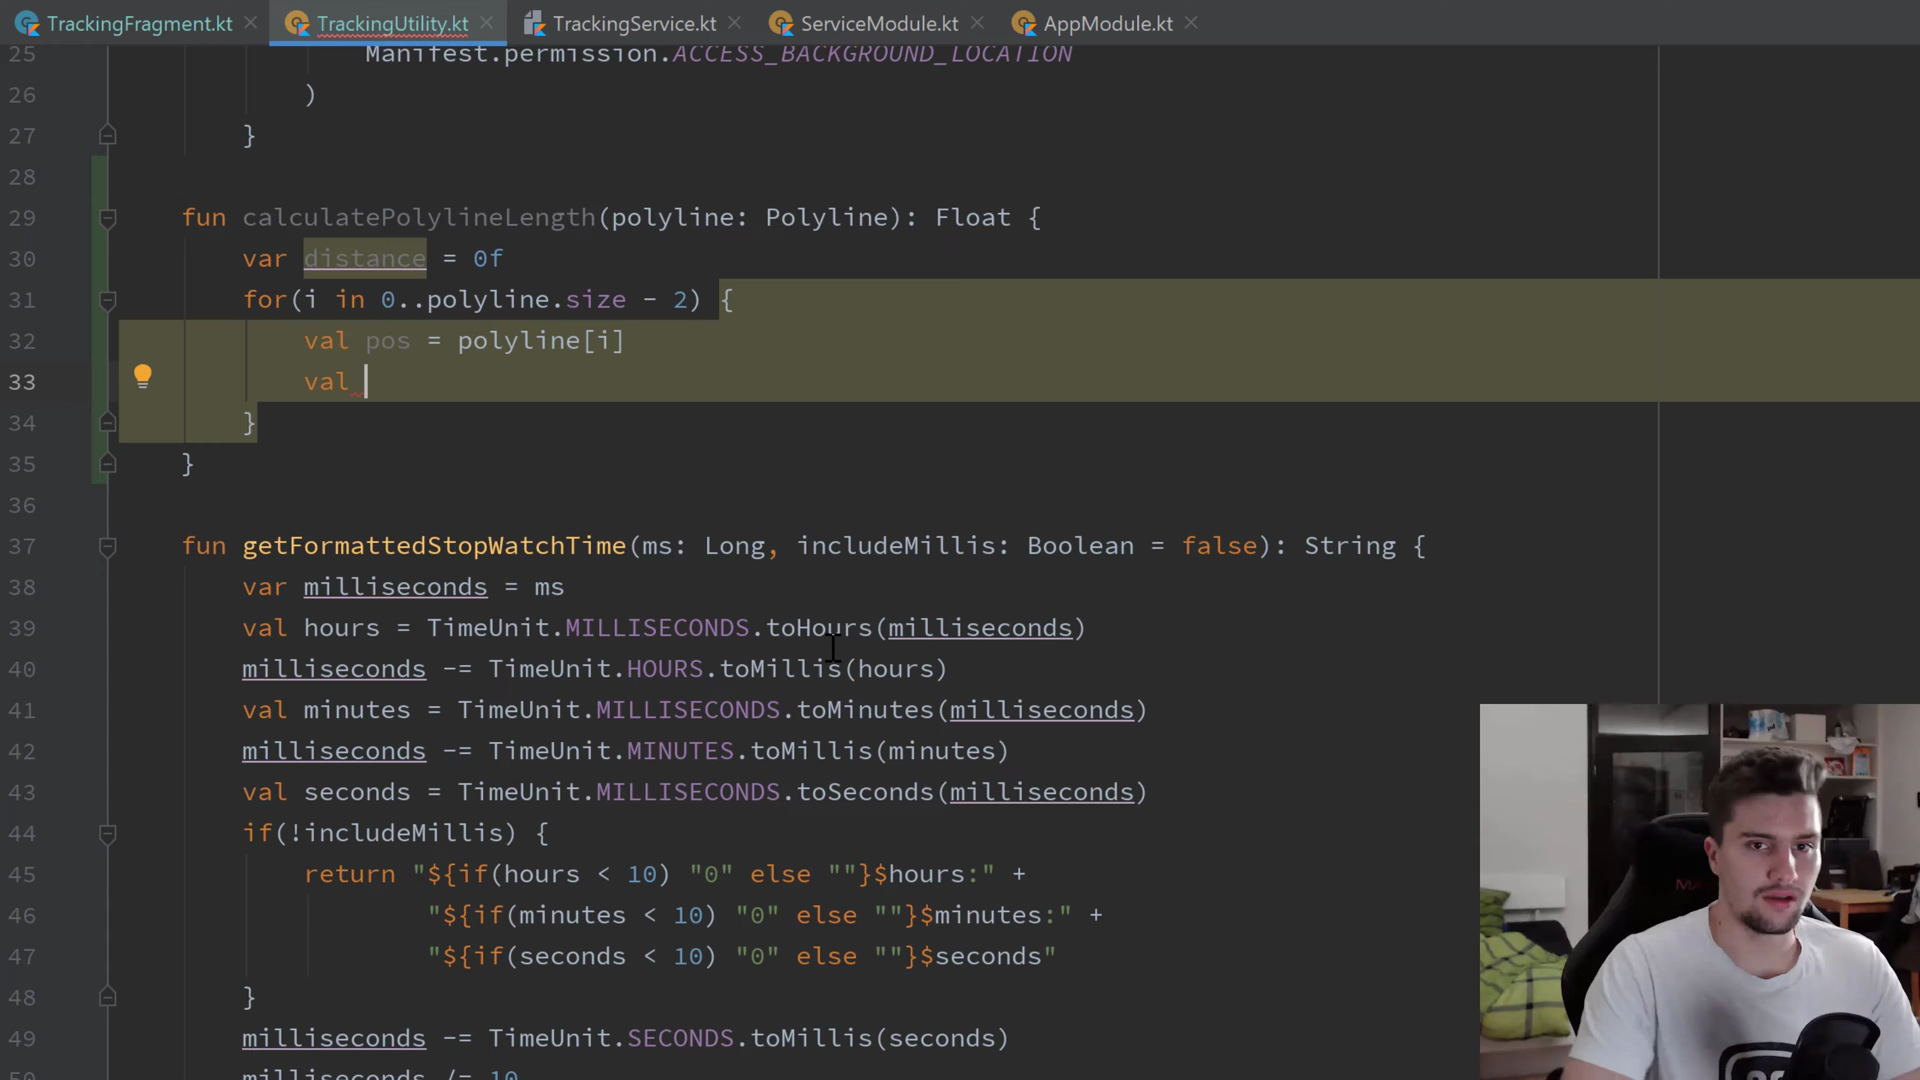 TrackingFragment.kt TrackingUtility.kt TrackingService.kt ServiceModule.kt AppModule.kt
25 Manifest.permission.ACCESS_BACKGROUND_LOCATION
26 )
27 }
28
29 fun calculatePolylineLength(polyline: Polyline): Float {
30 var distance = 0f
31 for(i in 0..polyline.size - 2) {
32 val pos = polyline[i]
33 val
34 }
35 }
36
37 fun getFormattedStopWatchTime(ms: Long, includeMillis: Boolean = false): String {
38 var milliseconds = ms
39 val hours = TimeUnit.MILLISECONDS.toHours(milliseconds)
40 milliseconds -= TimeUnit.HOURS.toMillis(hours)
41 val minutes = TimeUnit.MILLISECONDS.toMinutes(milliseconds)
42 milliseconds -= TimeUnit.MINUTES.toMillis(minutes)
43 val seconds = TimeUnit.MILLISECONDS.toSeconds(milliseconds)
44 if(!includeMillis) {
45 return "${if(hours < 10) "0" else ""}$hours:" +
46 "${if(minutes < 10) "0" else ""}$minutes:" +
47 "${if(seconds < 10) "0" else ""}$seconds"
48 }
49 milliseconds -= TimeUnit.SECONDS.toMillis(seconds)
50 milliseconds /= 10